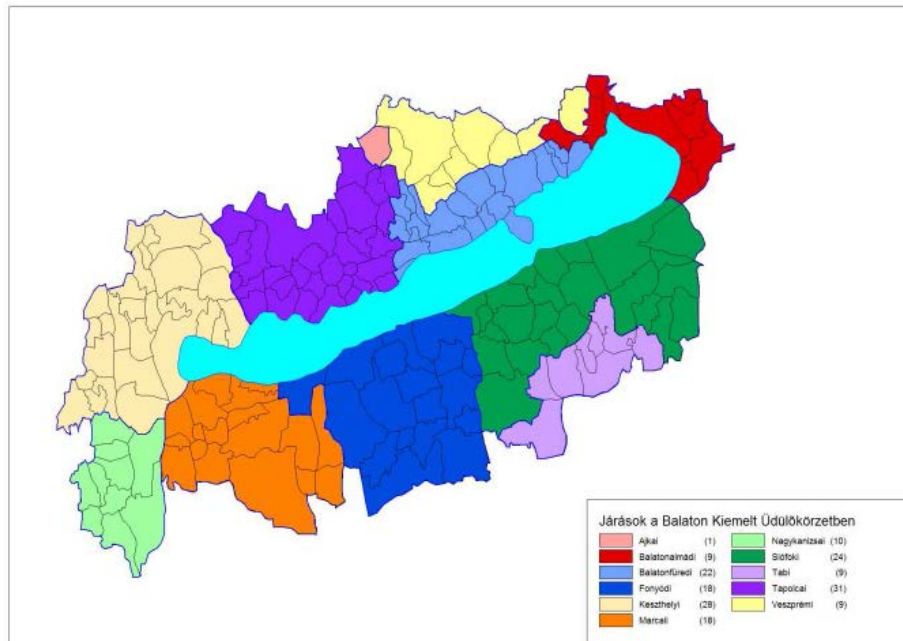 Járások a Balaton Kiemelt Üdülőkörzetben
Ajkai (1)
Balatonalmádi (9)
Balatonfüredi (22)
Fonyódi (18)
Keszthelyi (28)
Marcali (16)
Nagykanizsai (10)
Siófoki (24)
Tabi (9)
Tapolcai (31)
Veszprémi (9)